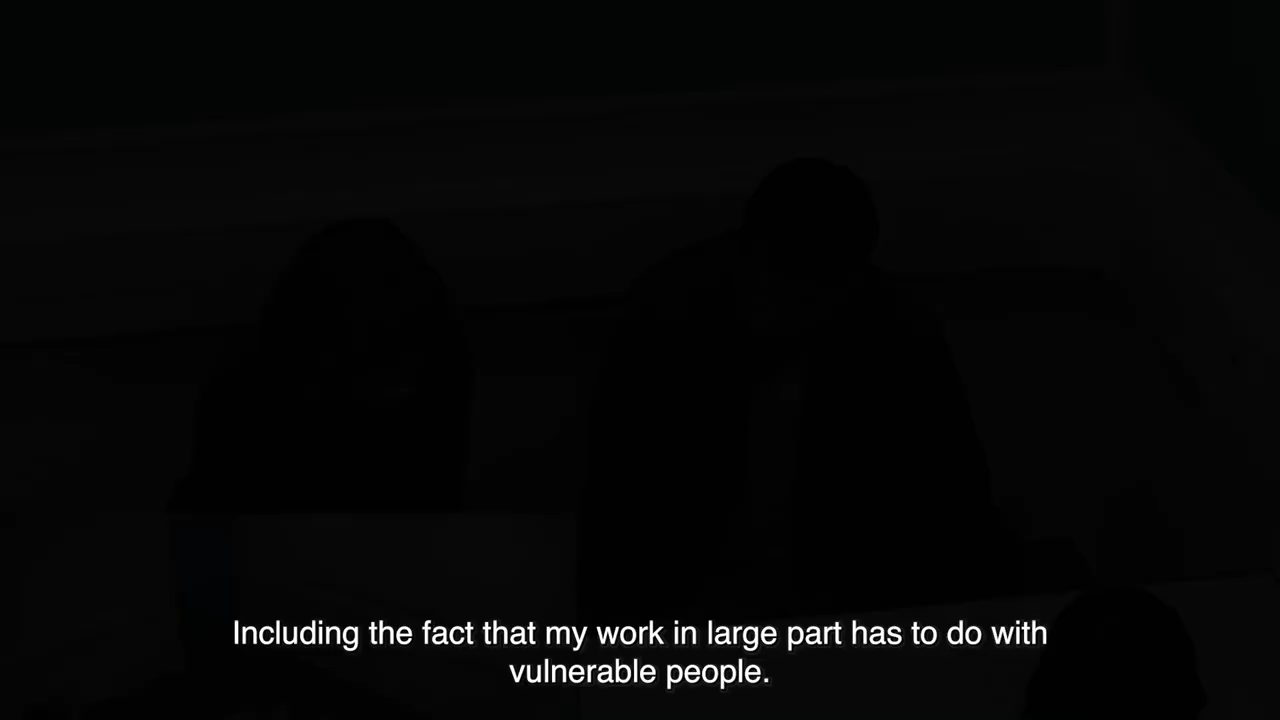 Including the fact that my work in large part has to do with
vulnerable people.